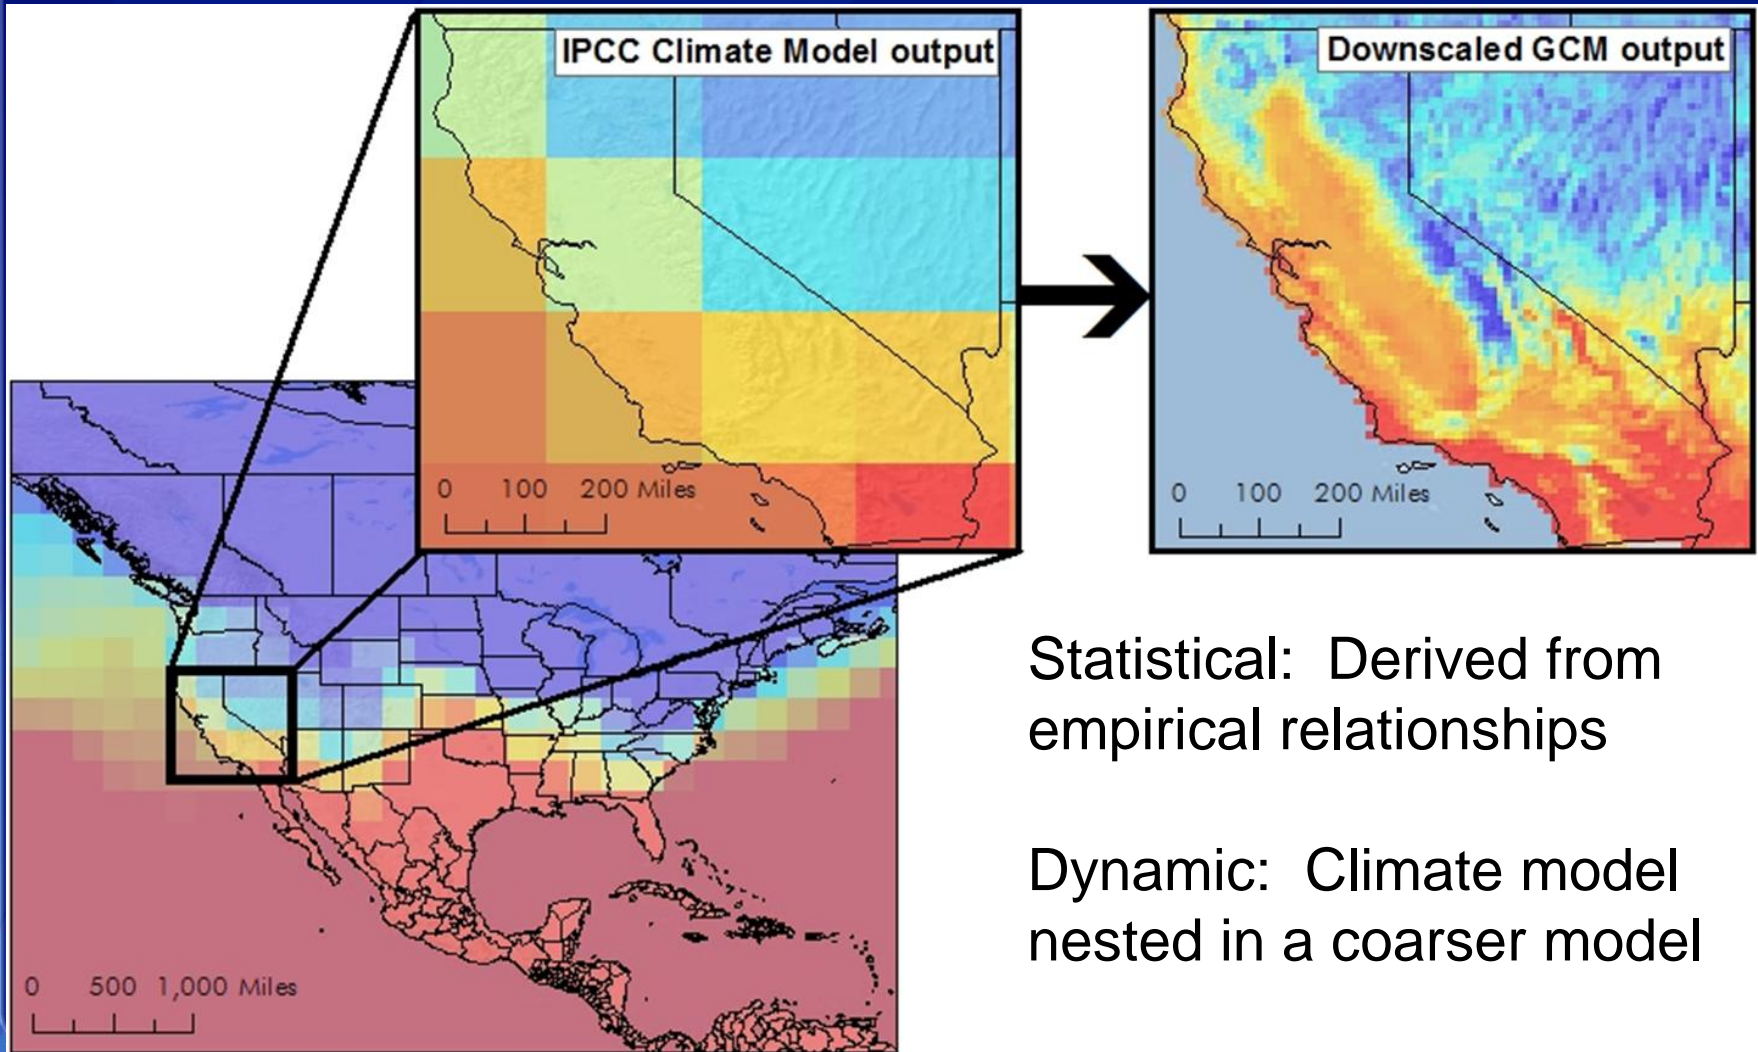 IPCC Climate Model output
0 100 200 Miles
Downscaled GCM output
0 100 200 Miles
0 500 1,000 Miles
Statistical: Derived from
empirical relationships
Dynamic: Climate model
nested in a coarser model